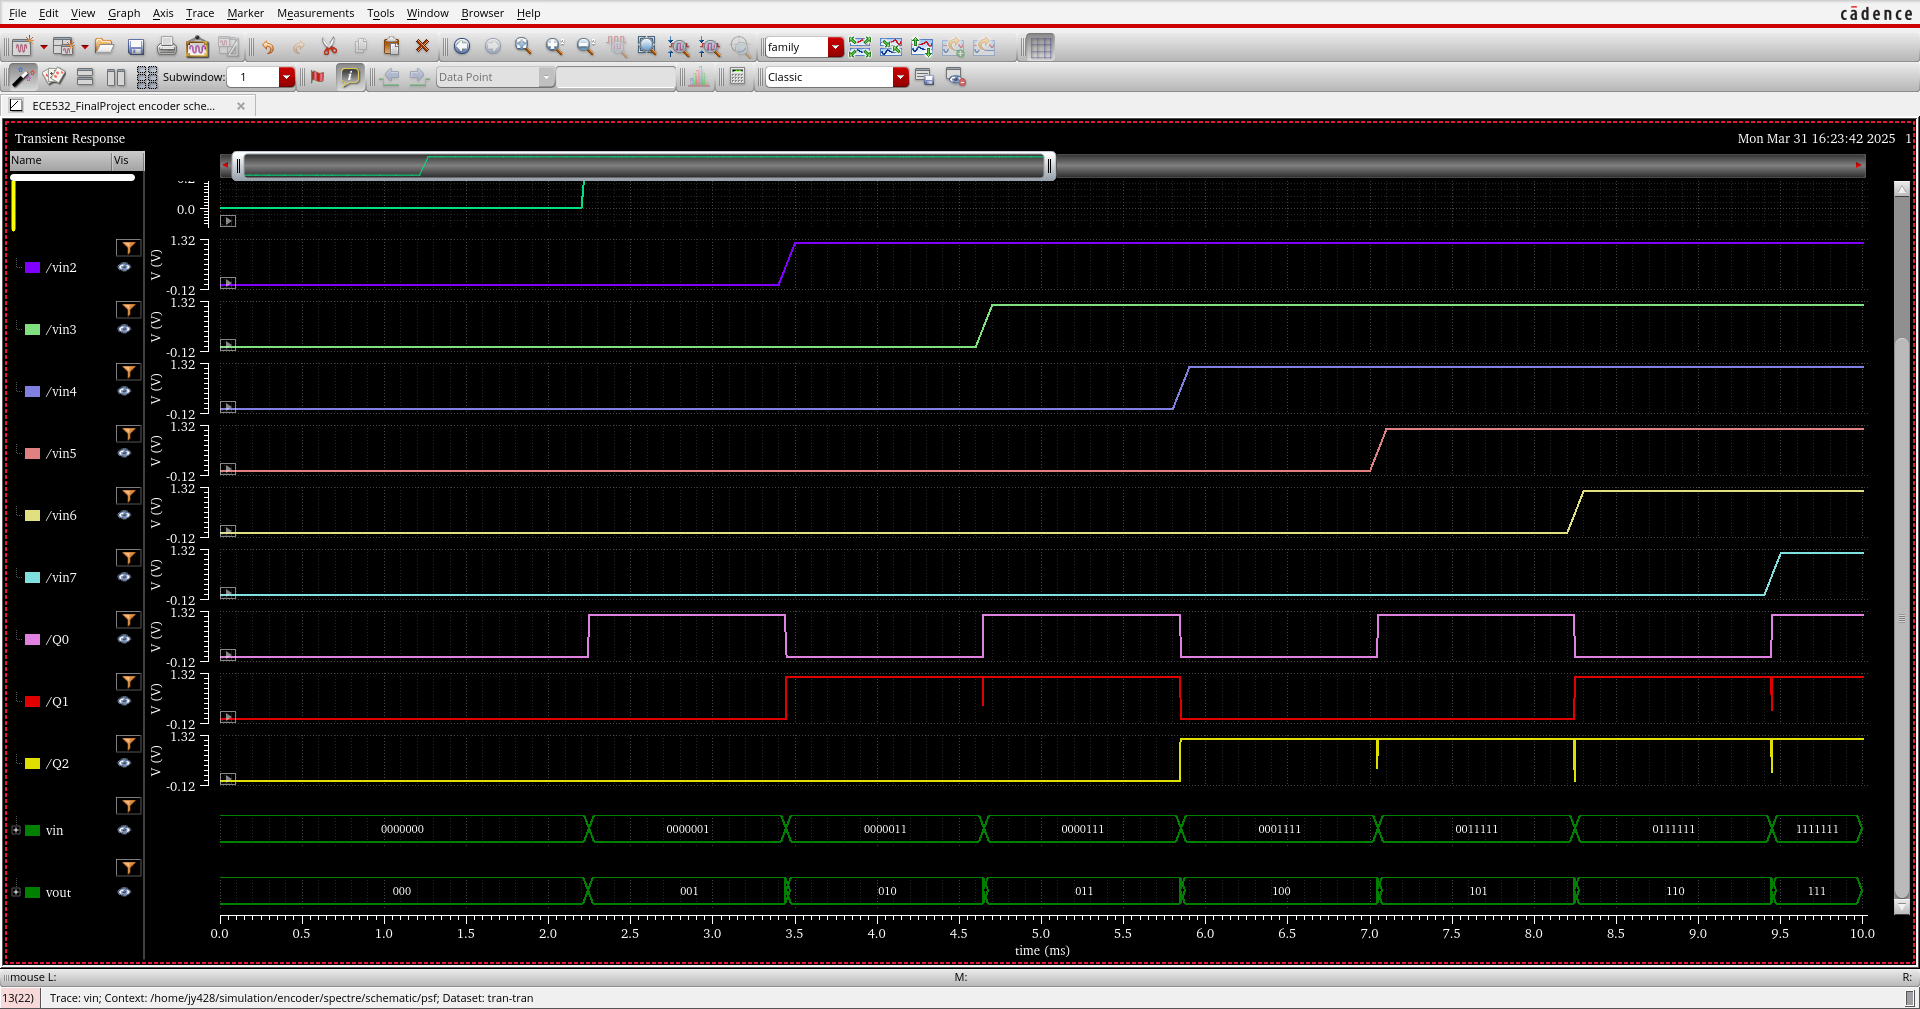 File Edit View Graph Axis Trace Marker Measurements Tools Window Browser Help
cādence
family
Subwindow: 1 Data Point Classic
ECE532_FinalProject encoder sche...
Transient Response Mon Mar 31 16:23:42 2025 1
Name Vis
0.0
/vin2 V (V) 1.32 -0.12
/vin3 V (V) 1.32 -0.12
/vin4 V (V) 1.32 -0.12
/vin5 V (V) 1.32 -0.12
/vin6 V (V) 1.32 -0.12
/vin7 V (V) 1.32 -0.12
/Q0 V (V) 1.32 -0.12
/Q1 V (V) 1.32 -0.12
/Q2 V (V) 1.32 -0.12
vin 0000000 0000001 0000011 0000111 0001111 0011111 0111111 1111111
vout 000 001 010 011 100 101 110 111
0.0 0.5 1.0 1.5 2.0 2.5 3.0 3.5 4.0 4.5 5.0 5.5 6.0 6.5 7.0 7.5 8.0 8.5 9.0 9.5 10.0
time (ms)
mouse L: M: R:
13(22) Trace: vin; Context: /home/jy428/simulation/encoder/spectre/schematic/psf; Dataset: tran-tran